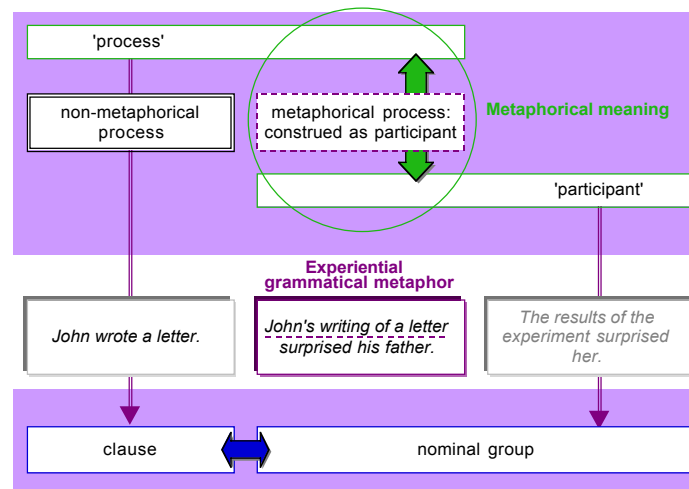 'process'
non-metaphorical
process
metaphorical process:
construed as participant
Metaphorical meaning
'participant'
Experiential
grammatical metaphor
John wrote a letter.
John's writing of a letter
surprised his father.
The results of the
experiment surprised
her.
clause
nominal group